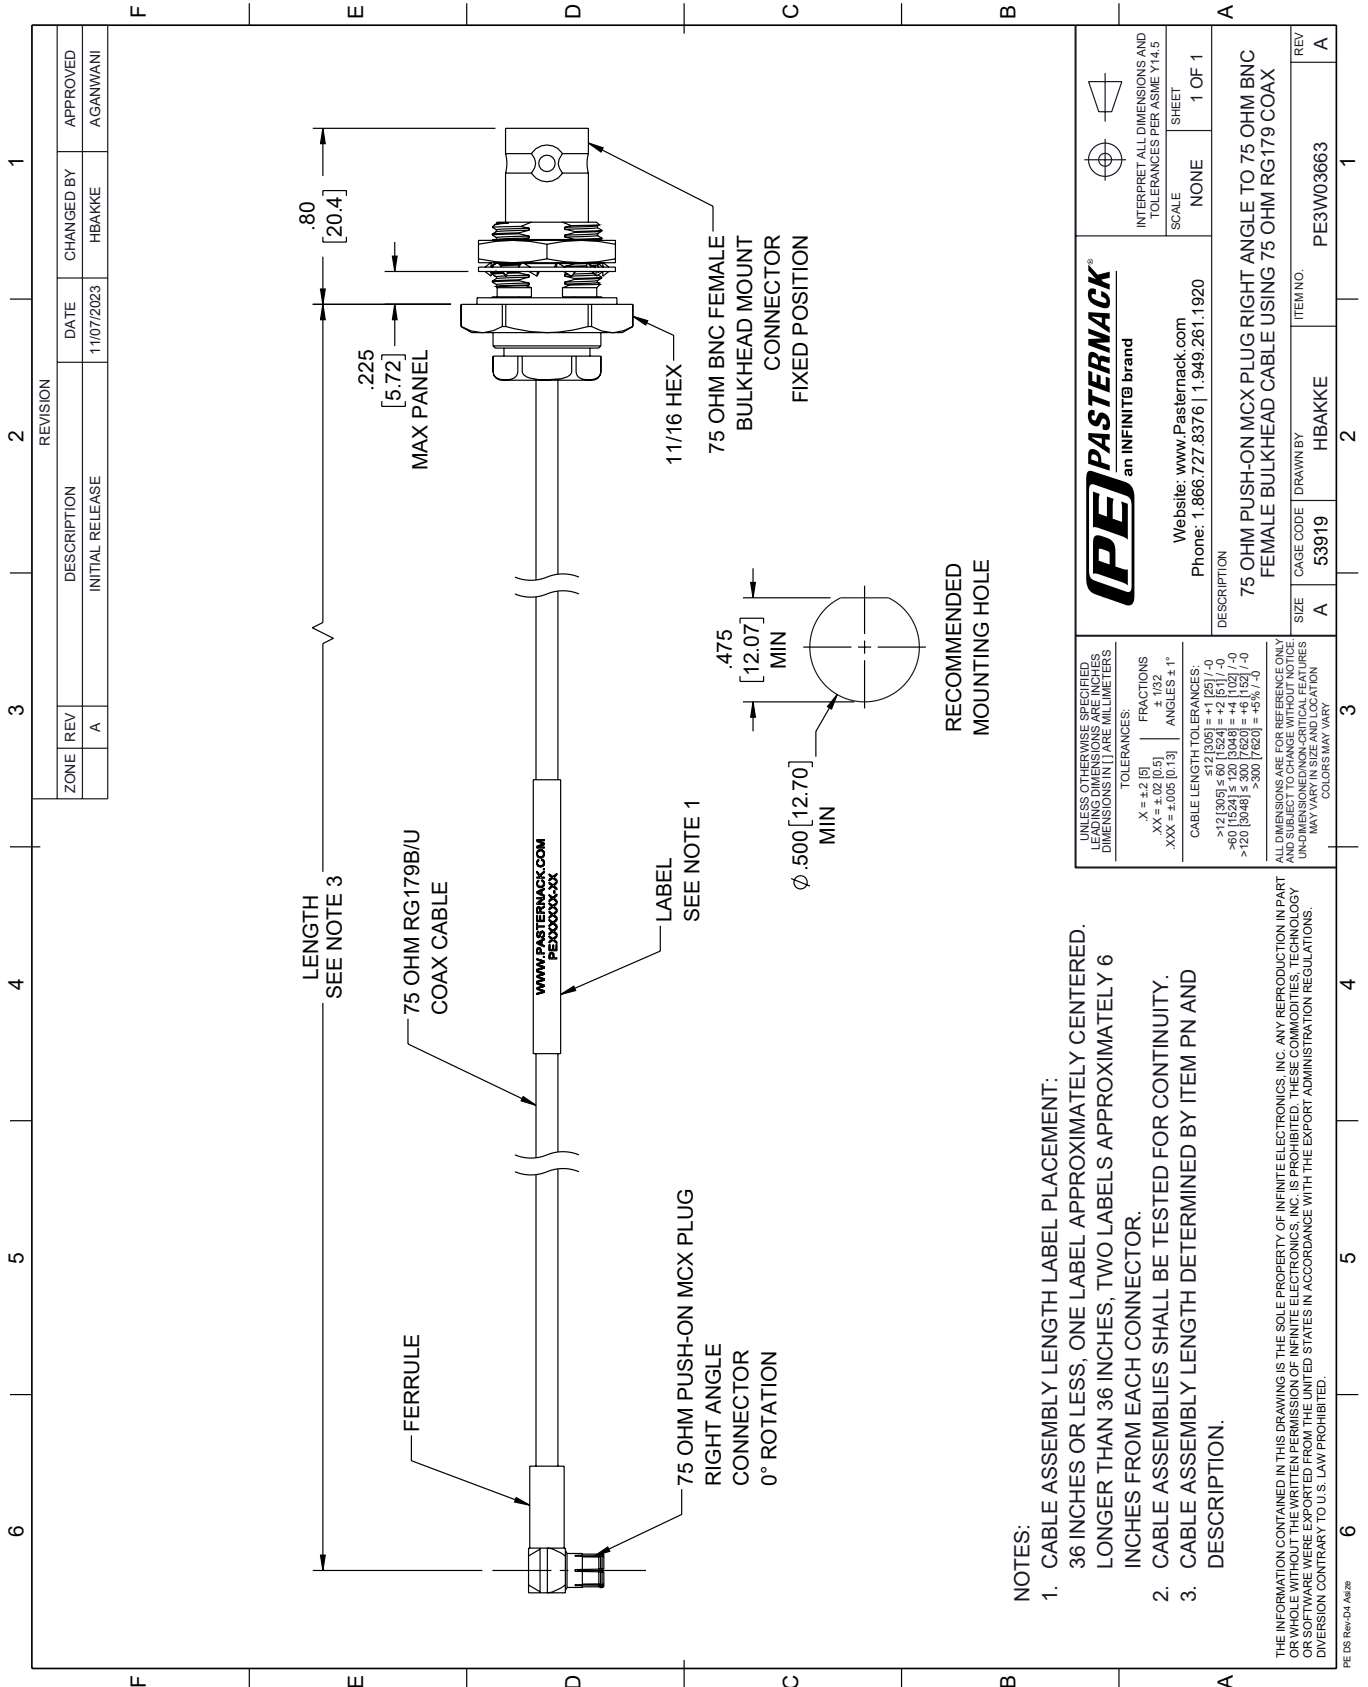 6
5
4
3
2
1
F
E
D
C
B
A
REVISION
ZONE
REV
DESCRIPTION
DATE
CHANGED BY
APPROVED
A
INITIAL RELEASE
11/07/2023
HBAKKE
AGANWANI
LENGTH
SEE NOTE 3
.80
[20.4]
.225
[5.72]
MAX PANEL
FERRULE
75 OHM RG179B/U
COAX CABLE
WWW.PASTERNACK.COM
PEXXXXXX-XX
LABEL
SEE NOTE 1
75 OHM PUSH-ON MCX PLUG
RIGHT ANGLE
CONNECTOR
0° ROTATION
11/16 HEX
75 OHM BNC FEMALE
BULKHEAD MOUNT
CONNECTOR
FIXED POSITION
.475
[12.07]
MIN
Ø .500 [12.70]
MIN
RECOMMENDED
MOUNTING HOLE
NOTES:
1. CABLE ASSEMBLY LENGTH LABEL PLACEMENT:
36 INCHES OR LESS, ONE LABEL APPROXIMATELY CENTERED.
LONGER THAN 36 INCHES, TWO LABELS APPROXIMATELY 6
INCHES FROM EACH CONNECTOR.
2. CABLE ASSEMBLIES SHALL BE TESTED FOR CONTINUITY.
3. CABLE ASSEMBLY LENGTH DETERMINED BY ITEM PN AND
DESCRIPTION.
THE INFORMATION CONTAINED IN THIS DRAWING IS THE SOLE PROPERTY OF INFINITE ELECTRONICS, INC. ANY REPRODUCTION IN PART
OR WHOLE WITHOUT THE WRITTEN PERMISSION OF INFINITE ELECTRONICS, INC. IS PROHIBITED. THESE COMMODITIES, TECHNOLOGY
OR SOFTWARE WERE EXPORTED FROM THE UNITED STATES IN ACCORDANCE WITH THE EXPORT ADMINISTRATION REGULATIONS.
DIVERSION CONTRARY TO U.S. LAW PROHIBITED.
UNLESS OTHERWISE SPECIFIED
LEADING DIMENSIONS ARE INCHES
DIMENSIONS IN [ ] ARE MILLIMETERS
TOLERANCES:
.X = ±.2 [5]
.XX = ±.02 [0.5]
.XXX = ±.005 [0.13]
FRACTIONS
± 1/32
ANGLES ± 1°
CABLE LENGTH TOLERANCES:
≤12 [305] = +1 [25] / -0
>12 [305] ≤ 60 [1524] = +2 [51] / -0
>60 [1524] ≤ 120 [3048] = +4 [102] / -0
>120 [3048] ≤ 300 [7620] = +6 [152] / -0
>300 [7620] = +5% / -0
ALL DIMENSIONS ARE FOR REFERENCE ONLY
AND SUBJECT TO CHANGE WITHOUT NOTICE.
UN-DIMENSIONED/NON-CRITICAL FEATURES
MAY VARY IN SIZE AND LOCATION
COLORS MAY VARY
PE PASTERNACK®
an INFINIT@ brand
Website: www.Pasternack.com
Phone: 1.866.727.8376 | 1.949.261.1920
INTERPRET ALL DIMENSIONS AND
TOLERANCES PER ASME Y14.5
SCALE
NONE
SHEET
1 OF 1
DESCRIPTION
75 OHM PUSH-ON MCX PLUG RIGHT ANGLE TO 75 OHM BNC
FEMALE BULKHEAD CABLE USING 75 OHM RG179 COAX
SIZE
A
CAGE CODE
53919
DRAWN BY
HBAKKE
ITEM NO.
PE3W03663
REV
A
6
5
4
3
2
1
F
E
D
C
B
A
PE DS Rev-D4 Asize